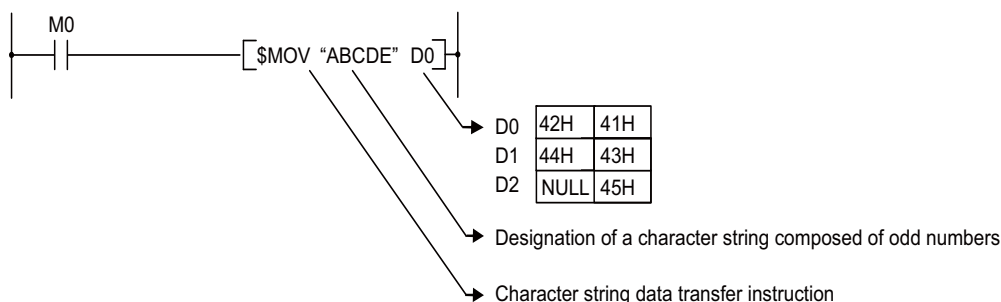 M0
$MOV “ABCDE” D0
D0 42H 41H
D1 44H 43H
D2 NULL 45H
Designation of a character string composed of odd numbers
Character string data transfer instruction